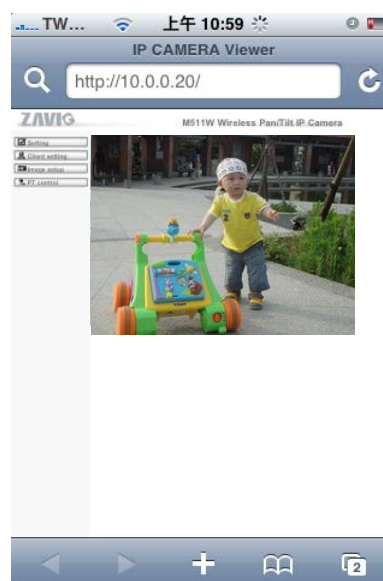 TW... 上午 10:59
IP CAMERA Viewer
http://10.0.0.20/
ZAVIO M511W Wireless Pan/Tilt IP Camera
Setting
Client setting
Image setup
PT control
2